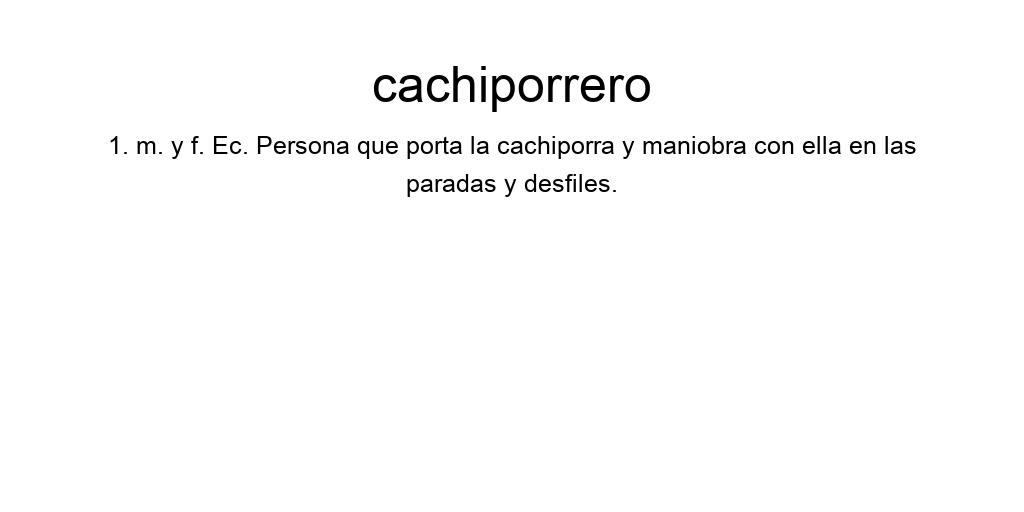 cachiporrero
1. m. y f. Ec. Persona que porta la cachiporra y maniobra con ella en las
paradas y desfiles.